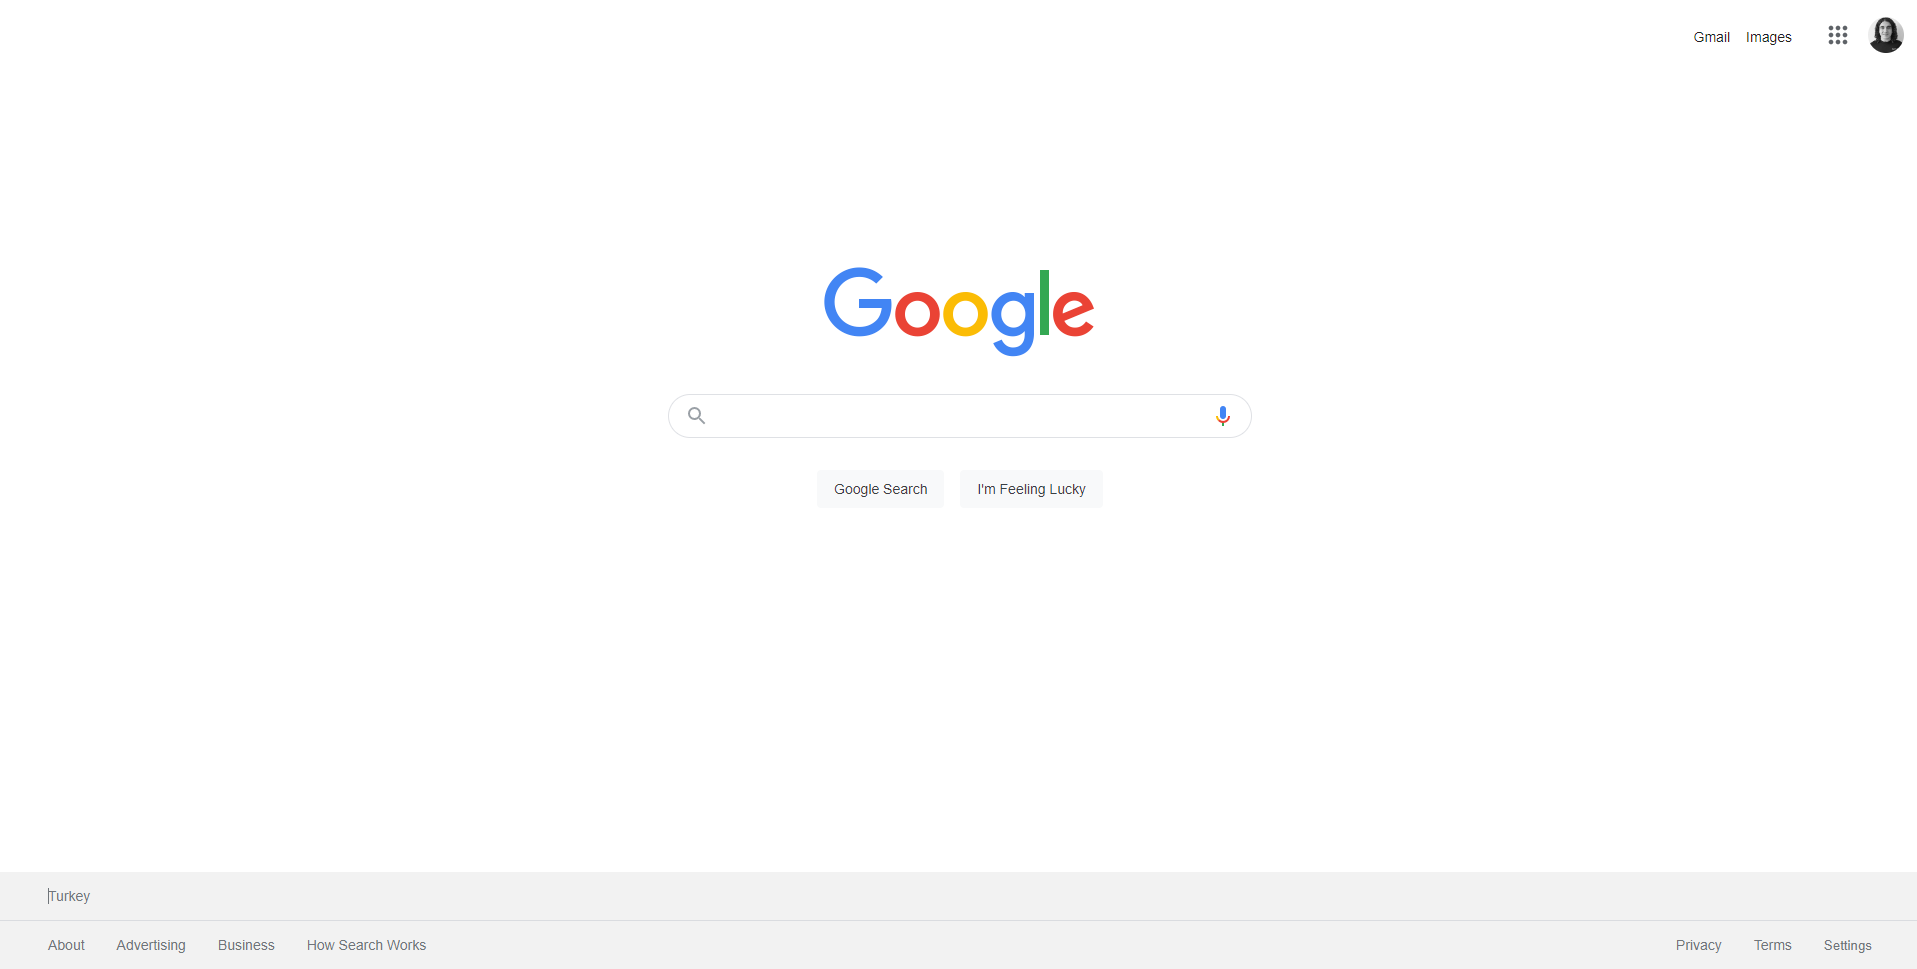 Gmail Images
Google
Google Search I'm Feeling Lucky
Turkey
About Advertising Business How Search Works Privacy Terms Settings